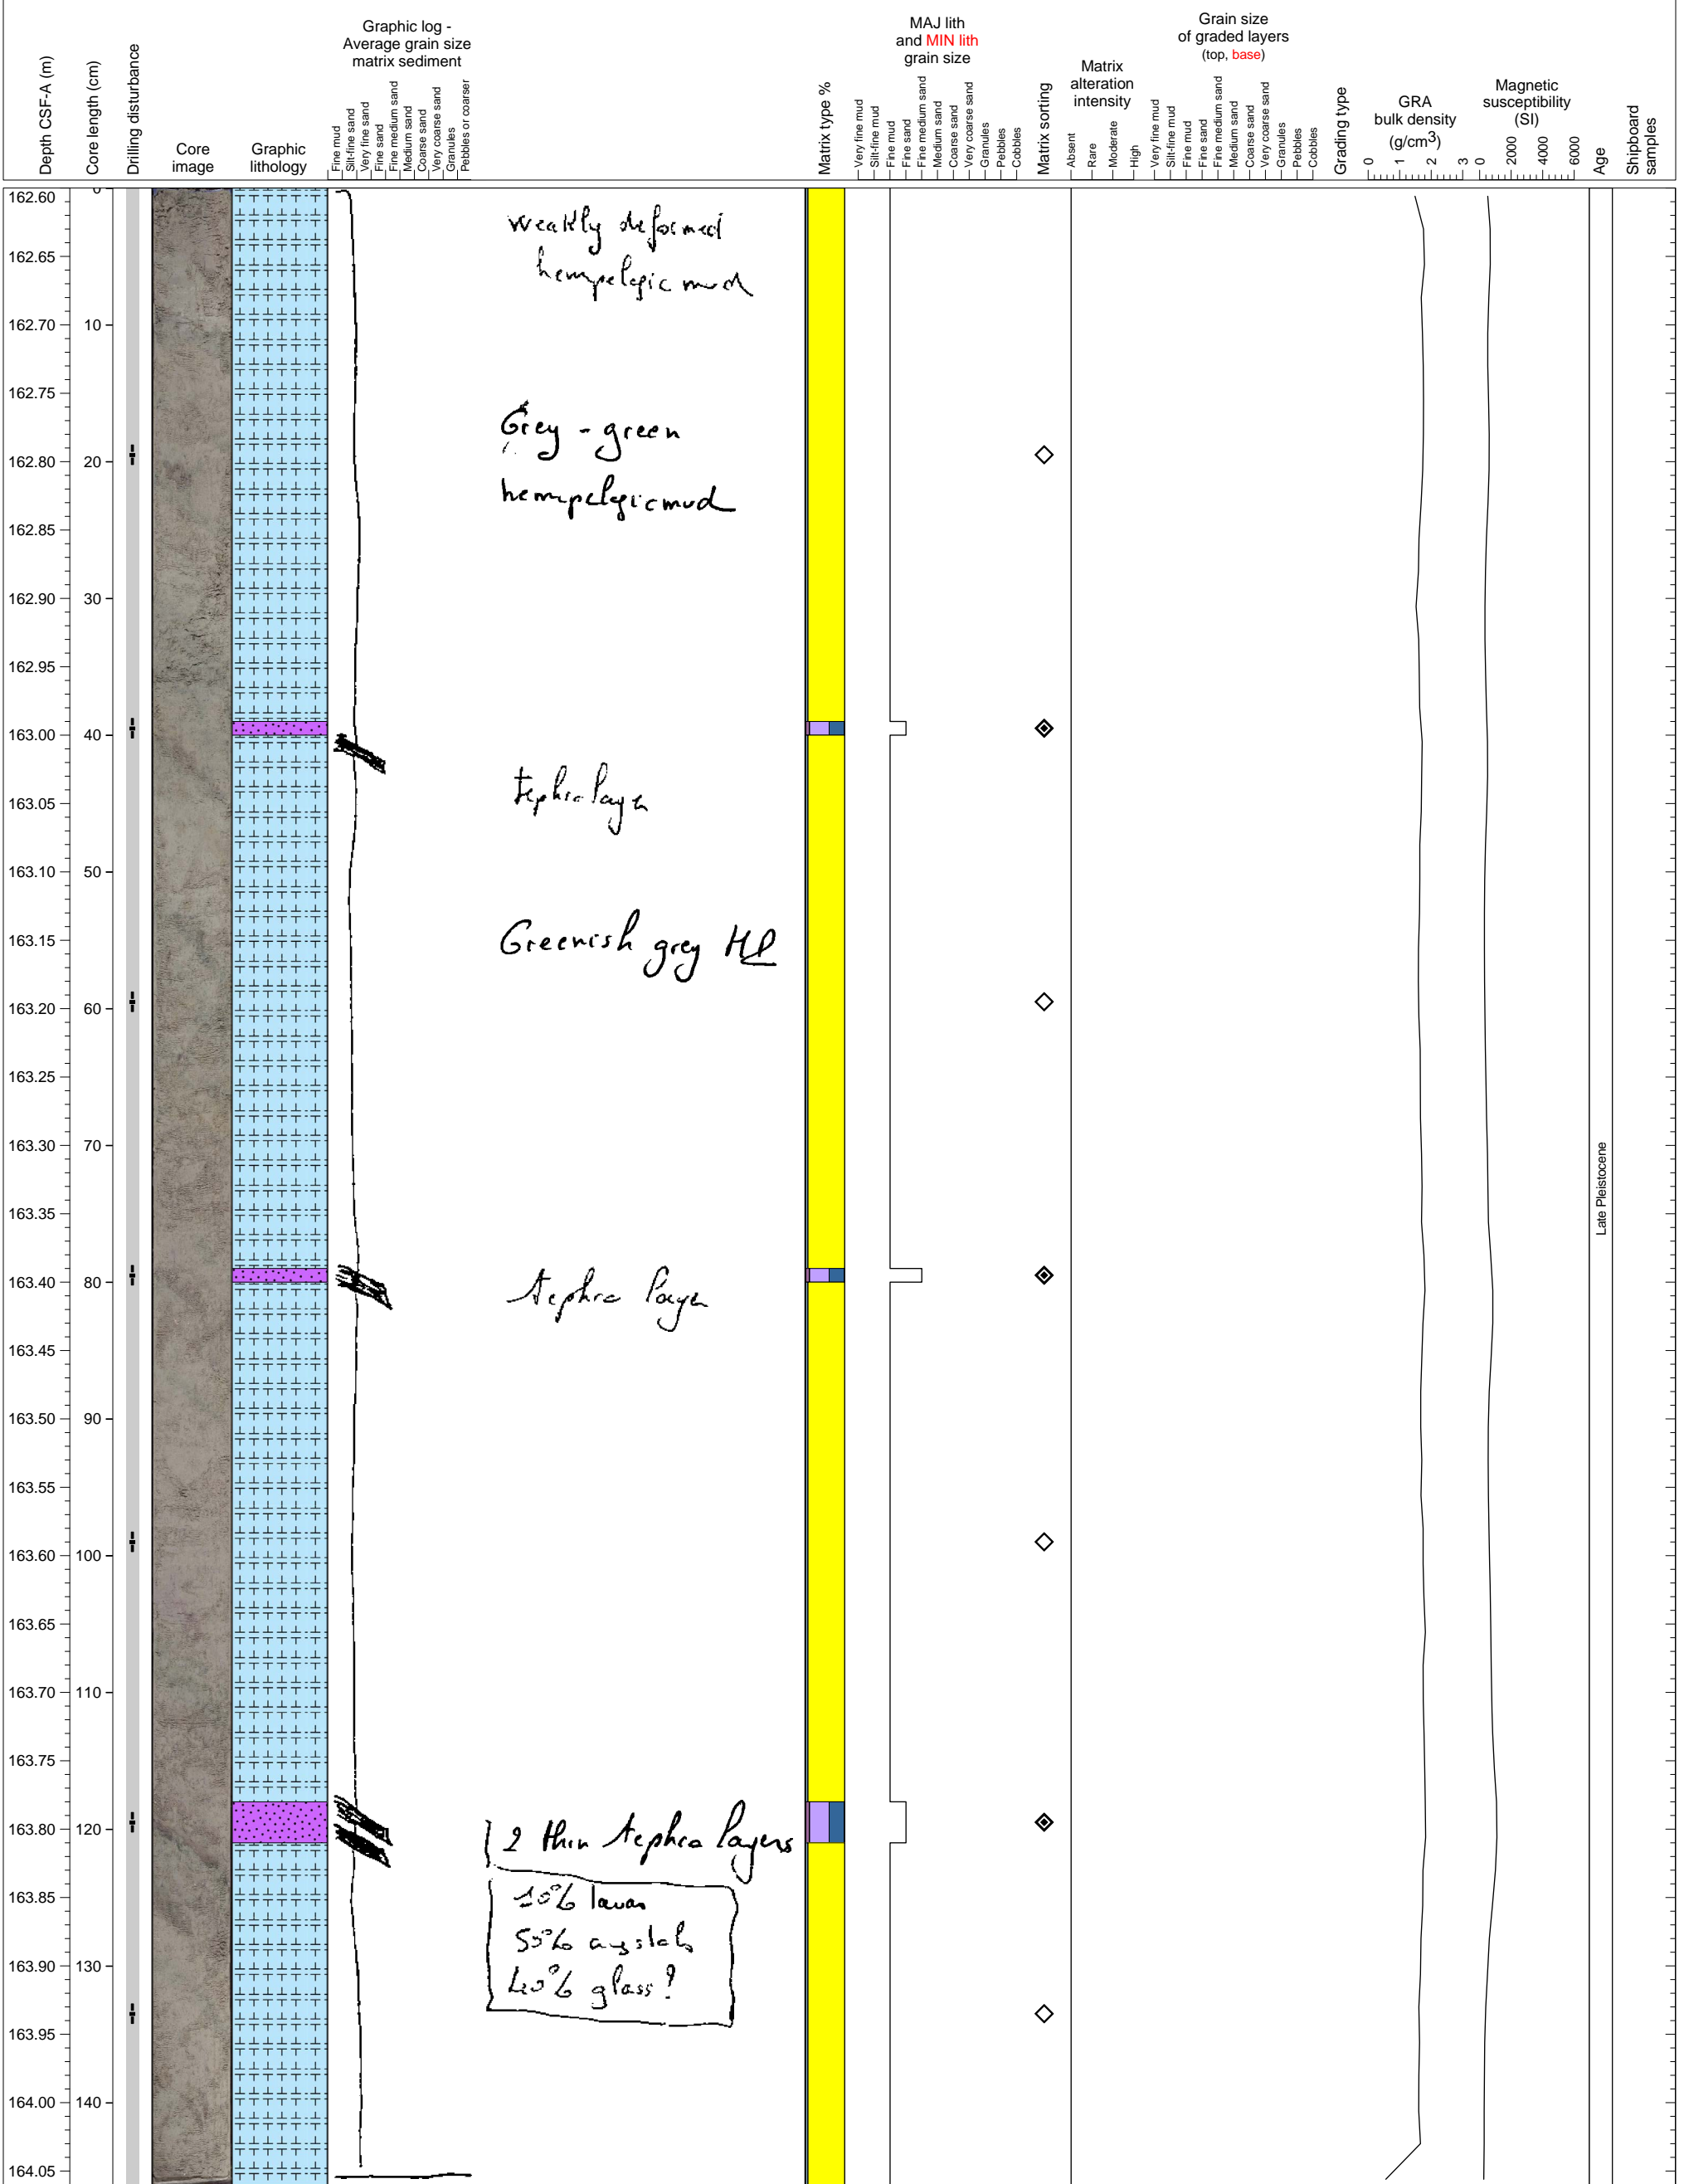 Depth CSF-A (m)
Core length (cm)
Drilling disturbance
Core
image
Graphic
lithology
Graphic log -
Average grain size
matrix sediment
Fine mud
Silt-fine sand
Very fine sand
Fine sand
Fine medium sand
Medium sand
Coarse sand
Very coarse sand
Granules
Pebbles or coarser
Matrix type %
MAJ lith
and MIN lith
grain size
Very fine mud
Silt-fine mud
Fine mud
Fine sand
Fine medium sand
Medium sand
Coarse sand
Very coarse sand
Granules
Pebbles
Cobbles
Matrix sorting
Matrix
alteration
intensity
Absent
Rare
Moderate
High
Grain size
of graded layers
(top, base)
Very fine mud
Silt-fine mud
Fine mud
Fine sand
Fine medium sand
Medium sand
Coarse sand
Very coarse sand
Granules
Pebbles
Cobbles
Grading type
GRA
bulk density
(g/cm3)
0 1 2 3
Magnetic
susceptibility
(SI)
0 2000 4000 6000
Age
Shipboard
samples
162.60 0
162.65
162.70 10
162.75
162.80 20
162.85
162.90 30
162.95
163.00 40
163.05
163.10 50
163.15
163.20 60
163.25
163.30 70
163.35
163.40 80
163.45
163.50 90
163.55
163.60 100
163.65
163.70 110
163.75
163.80 120
163.85
163.90 130
163.95
164.00 140
164.05
weakly deformed
hemipelagic mud
Grey - green
hemipelagic mud
tephra layer
Greenish grey HP
tephra layer
2 thin tephra layers
10% lavas
50% crystals
40% glass?
Late Pleistocene